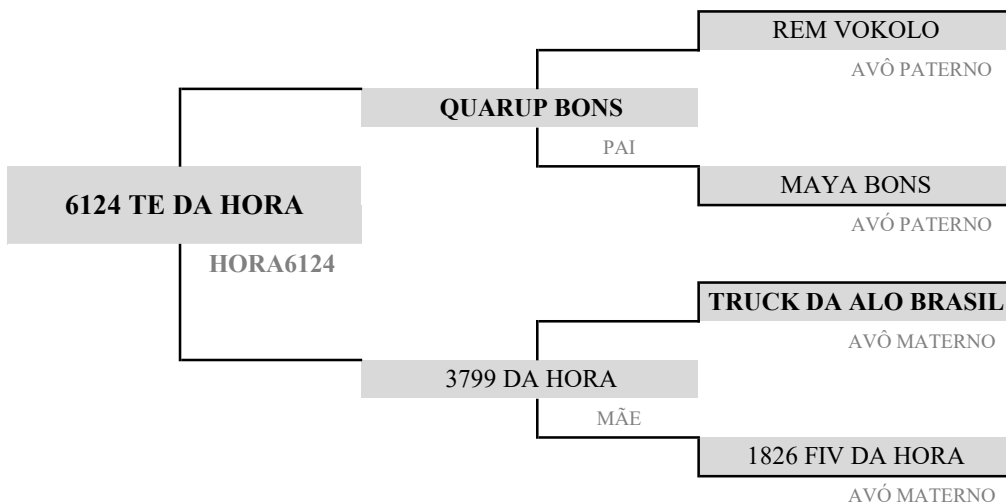 REM VOKOLO
AVÔ PATERNO
QUARUP BONS
PAI
MAYA BONS
AVÓ PATERNO
6124 TE DA HORA
HORA6124
TRUCK DA ALO BRASIL
AVÔ MATERNO
3799 DA HORA
MÃE
1826 FIV DA HORA
AVÓ MATERNO